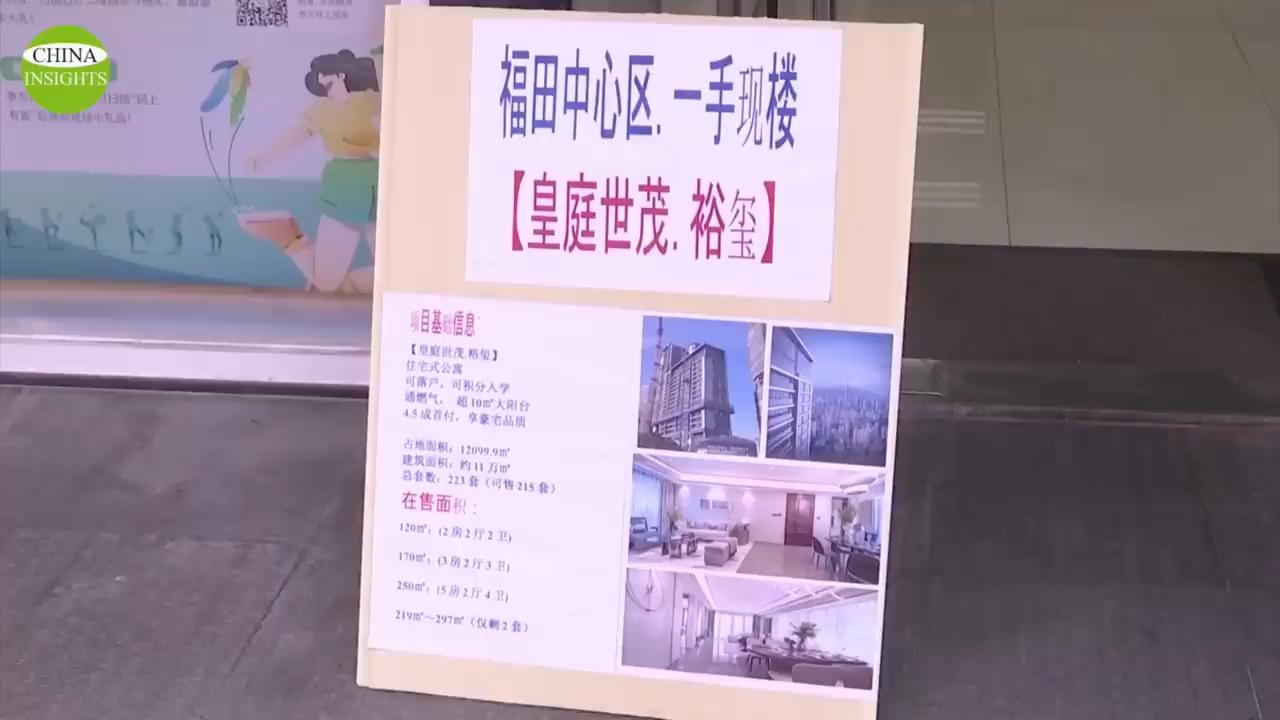 CHINA
INSIGHTS
福田中心区.一手现楼
【皇庭世茂.裕玺】
项目基础信息:
【皇庭世茂.裕玺】
住宅式公寓
可落户,可积分入学
通燃气, 超10㎡大阳台
4.5成首付,享豪宅品质
占地面积:12099.9㎡
建筑面积:约11万㎡
总套数:223套(可售215套)
在售面积:
120㎡:(2房2厅2卫)
170㎡:(3房2厅3卫)
250㎡:(5房2厅4卫)
219㎡～297㎡(仅剩2套)